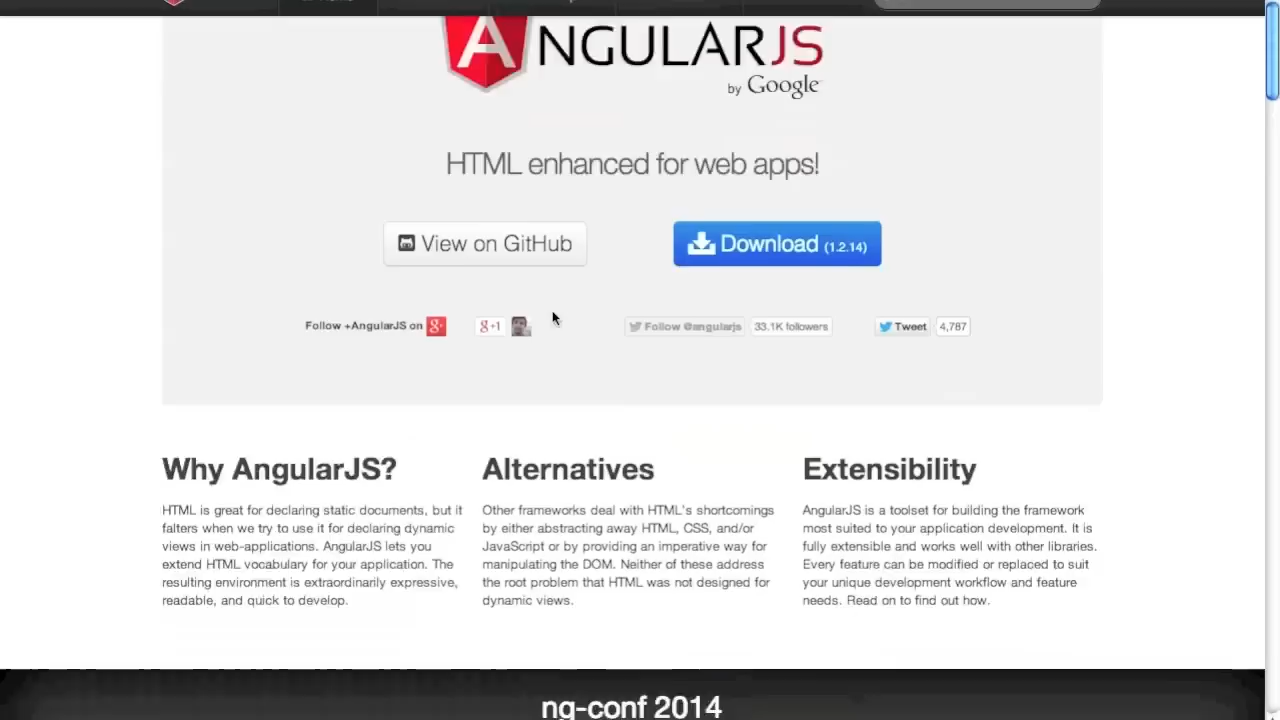 ANGULARJS
by Google
HTML enhanced for web apps!
View on GitHub
Download (1.2.14)
Follow +AngularJS on g+
g+1
Follow @angularjs
33.1K followers
Tweet
4,787
Why AngularJS?
HTML is great for declaring static documents, but it
falters when we try to use it for declaring dynamic
views in web-applications. AngularJS lets you
extend HTML vocabulary for your application. The
resulting environment is extraordinarily expressive,
readable, and quick to develop.
Alternatives
Other frameworks deal with HTML's shortcomings
by either abstracting away HTML, CSS, and/or
JavaScript or by providing an imperative way for
manipulating the DOM. Neither of these address
the root problem that HTML was not designed for
dynamic views.
Extensibility
AngularJS is a toolset for building the framework
most suited to your application development. It is
fully extensible and works well with other libraries.
Every feature can be modified or replaced to suit
your unique development workflow and feature
needs. Read on to find out how.
ng-conf 2014